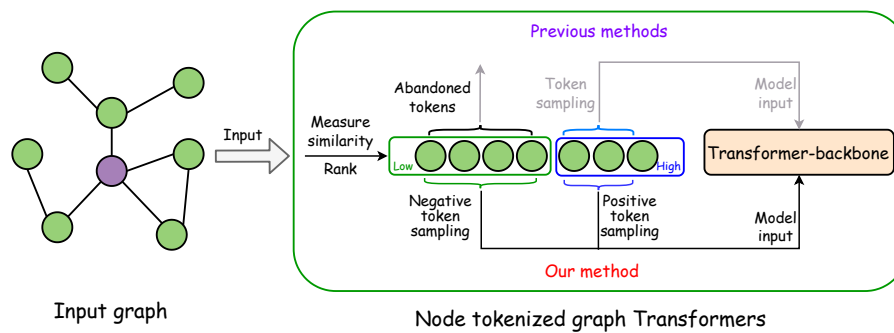 Previous methods
Abandoned
tokens
Token
sampling
Model
input
Input
Measure
similarity
Rank
Low
High
Transformer-backbone
Negative
token
sampling
Positive
token
sampling
Model
input
Our method
Input graph
Node tokenized graph Transformers